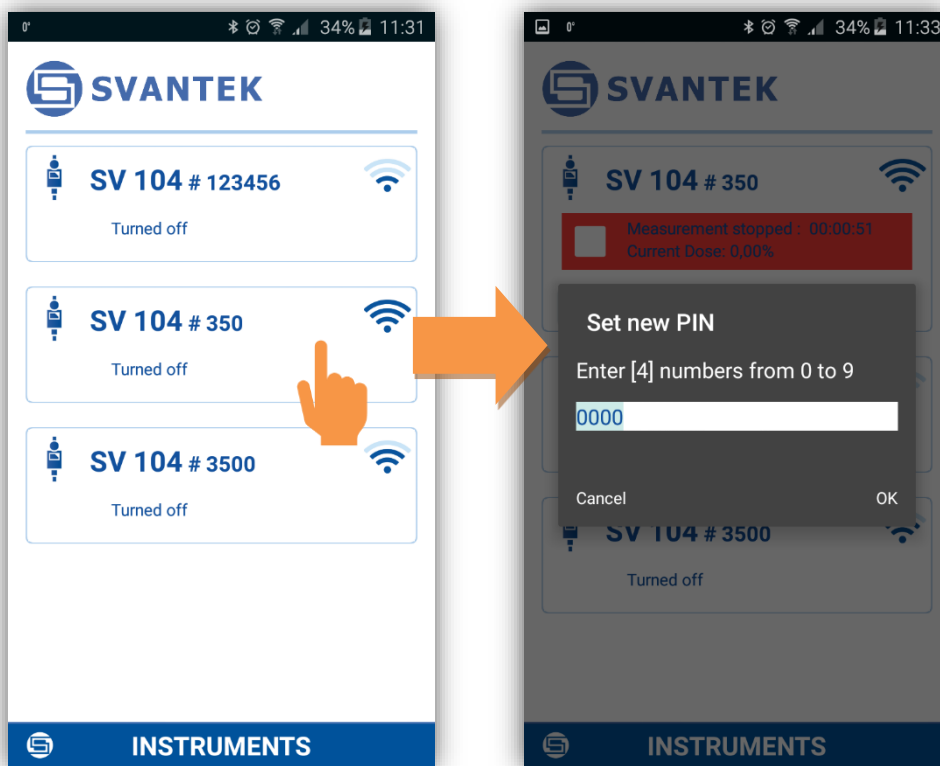 0°
34% 11:31
SVANTEK
SV 104 # 123456
Turned off
SV 104 # 350
Turned off
SV 104 # 3500
Turned off
INSTRUMENTS
0°
34% 11:33
SVANTEK
SV 104 # 350
Measurement stopped : 00:00:51
Current Dose: 0,00%
Set new PIN
Enter [4] numbers from 0 to 9
0000
Cancel OK
SV 104 # 3500
Turned off
INSTRUMENTS